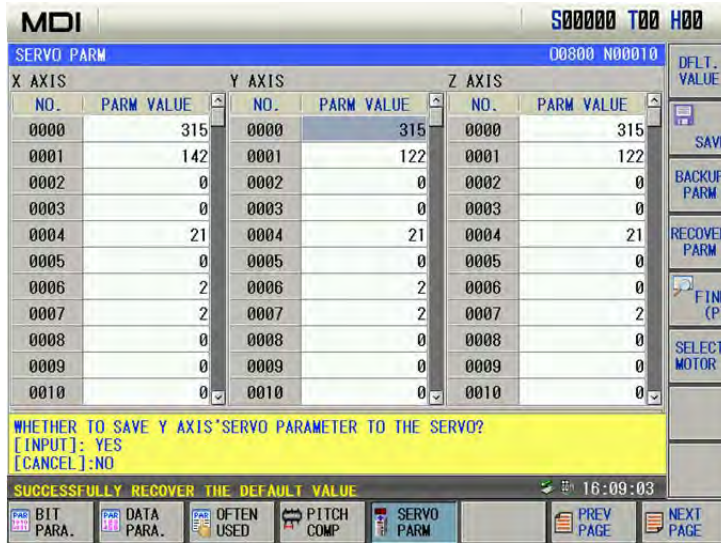 MDI S00000 T00 H00
SERVO PARM O0800 N00010
X AXIS Y AXIS Z AXIS
NO. PARM VALUE NO. PARM VALUE NO. PARM VALUE
0000 315 0000 315 0000 315
0001 142 0001 122 0001 122
0002 0 0002 0 0002 0
0003 0 0003 0 0003 0
0004 21 0004 21 0004 21
0005 0 0005 0 0005 0
0006 2 0006 2 0006 0
0007 2 0007 2 0007 2
0008 0 0008 0 0008 0
0009 0 0009 0 0009 0
0010 0 0010 0 0010 0
WHETHER TO SAVE Y AXIS'SERVO PARAMETER TO THE SERVO?
[INPUT]: YES
[CANCEL]:NO
SUCCESSFULLY RECOVER THE DEFAULT VALUE 16:09:03
DFLT.
VALUE
SAV
BACKUP
PARM
RECOVE
PARM
FIN
(P
SELECT
MOTOR
BIT
PARA.
DATA
PARA.
OFTEN
USED
PITCH
COMP
SERVO
PARM
PREV
PAGE
NEXT
PAGE